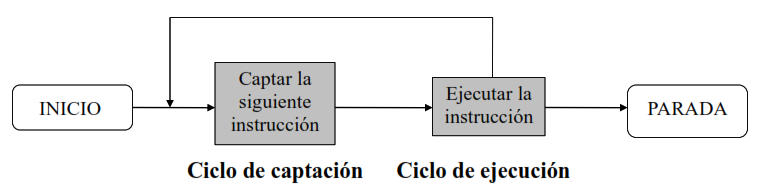 INICIO
Captar la
siguiente
instrucción
Ejecutar la
instrucción
PARADA
Ciclo de captación
Ciclo de ejecución